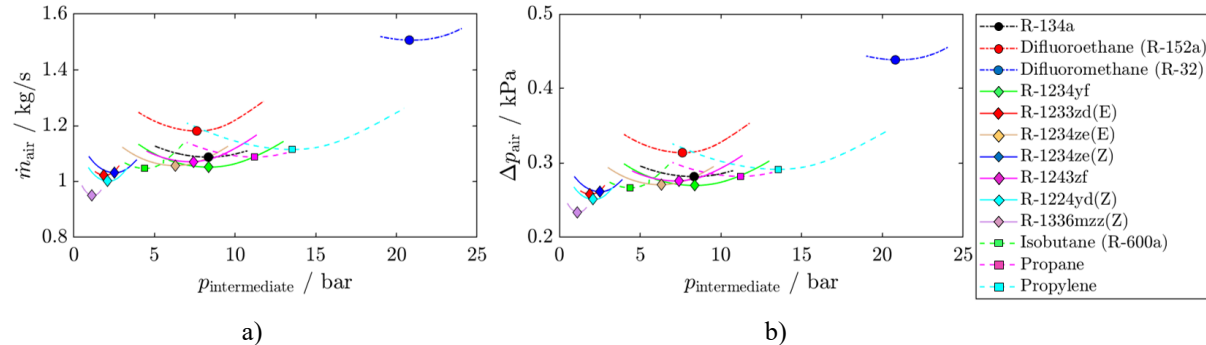 1.6
1.4
1.2
1
0.8
ṁair / kg/s
0 5 10 15 20 25
pintermediate / bar
a)
0.5
0.4
0.3
0.2
Δpair / kPa
0 5 10 15 20 25
pintermediate / bar
b)
R-134a
Difluoroethane (R-152a)
Difluoromethane (R-32)
R-1234yf
R-1233zd(E)
R-1234ze(E)
R-1234ze(Z)
R-1243zf
R-1224yd(Z)
R-1336mzz(Z)
Isobutane (R-600a)
Propane
Propylene